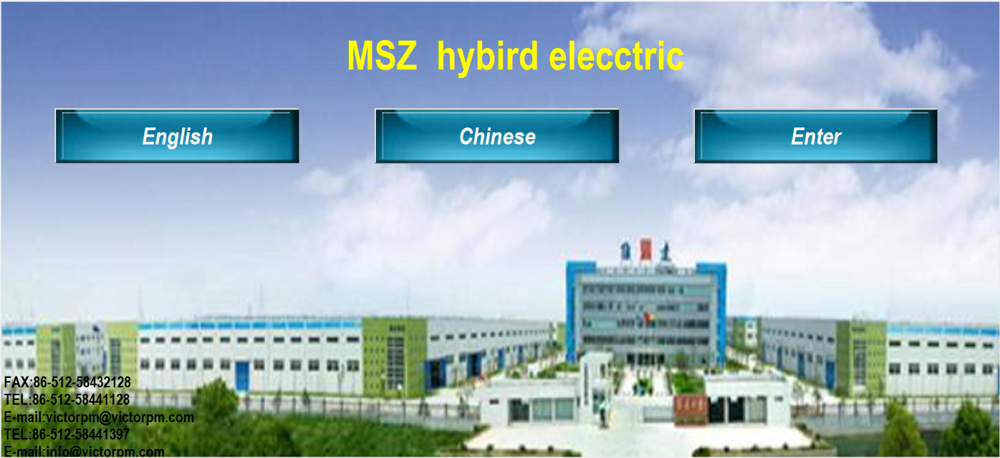 MSZ  hybird elecctric
English
Chinese
Enter
FAX:86-512-58432128
TEL:86-512-58441128
E-mail:victorpm@victorpm.com
TEL:86-512-58441397
E-mail:info@victorpm.com